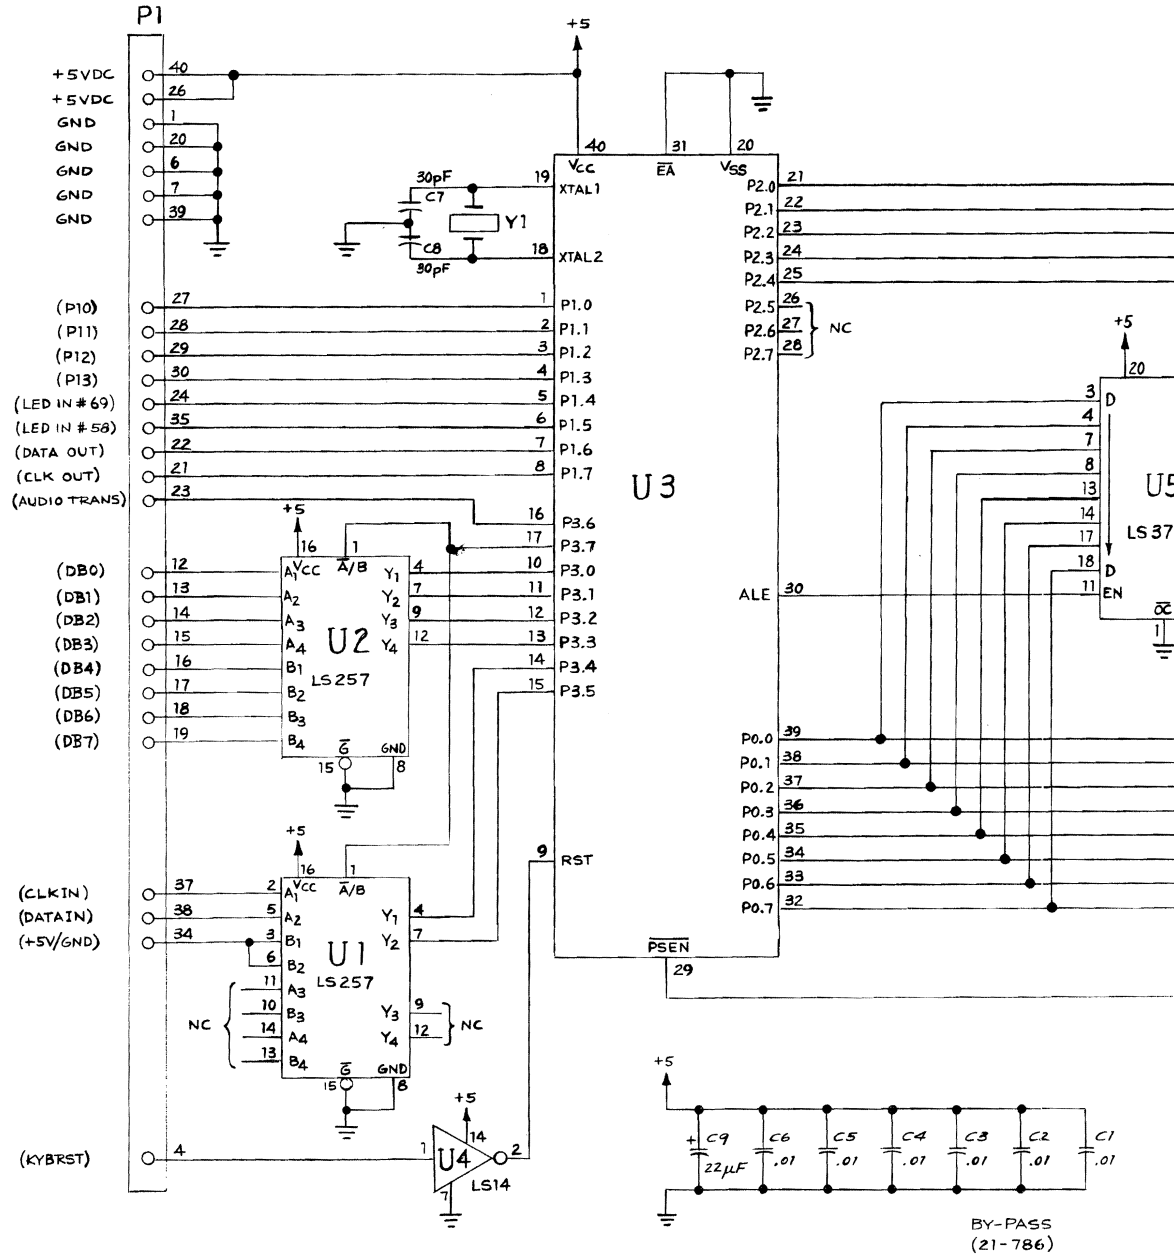 P1
+5
+5VDC 40
+5VDC 26
GND 1
GND 20
GND 6
GND 7
GND 39
40 31 20
VCC EA VSS
30pF
C7
19 XTAL1
Y1
C8
30pF
18 XTAL2
P2.0 21
P2.1 22
P2.2 23
P2.3 24
P2.4 25
P2.5 26
P2.6 27 NC
P2.7 28
(P10) 27 1 P1.0
(P11) 28 2 P1.1
(P12) 29 3 P1.2
(P13) 30 4 P1.3
(LED IN #69) 24 5 P1.4
(LED IN #58) 35 6 P1.5
(DATA OUT) 22 7 P1.6
(CLK OUT) 21 8 P1.7
(AUDIO TRANS) 23
16 P3.6
17 P3.7
U3
+5
20
3 D
4
7
8
13
14
17
18 D
11 EN
U5
LS37
OC
1
ALE 30
+5
16 1
VCC A/B
(DB0) 12 A1 Y1 4 10 P3.0
(DB1) 13 A2 Y2 7 11 P3.1
(DB2) 14 A3 Y3 9 12 P3.2
(DB3) 15 A4 Y4 12 13 P3.3
(DB4) 16 B1 14 P3.4
(DB5) 17 B2 15 P3.5
(DB6) 18 B3
(DB7) 19 B4
U2
LS257
G GND
15 8
P0.0 39
P0.1 38
P0.2 37
P0.3 36
P0.4 35
P0.5 34
P0.6 33
P0.7 32
9 RST
PSEN
29
+5
16 1
VCC A/B
(CLKIN) 37 2 A1 Y1 4
(DATAIN) 38 5 A2 Y2 7
(+5V/GND) 34 3 B1
6 B2
U1
LS257
11 A3
10 B3 Y3 9
NC NC
14 A4 Y4 12
13 B4
G GND
15 8
+5
(KYBRST) 4 1 U4 14 2
LS14
7
+5
+ C9 C6 C5 C4 C3 C2 C1
22µF .01 .01 .01 .01 .01 .01
BY-PASS
(21-786)